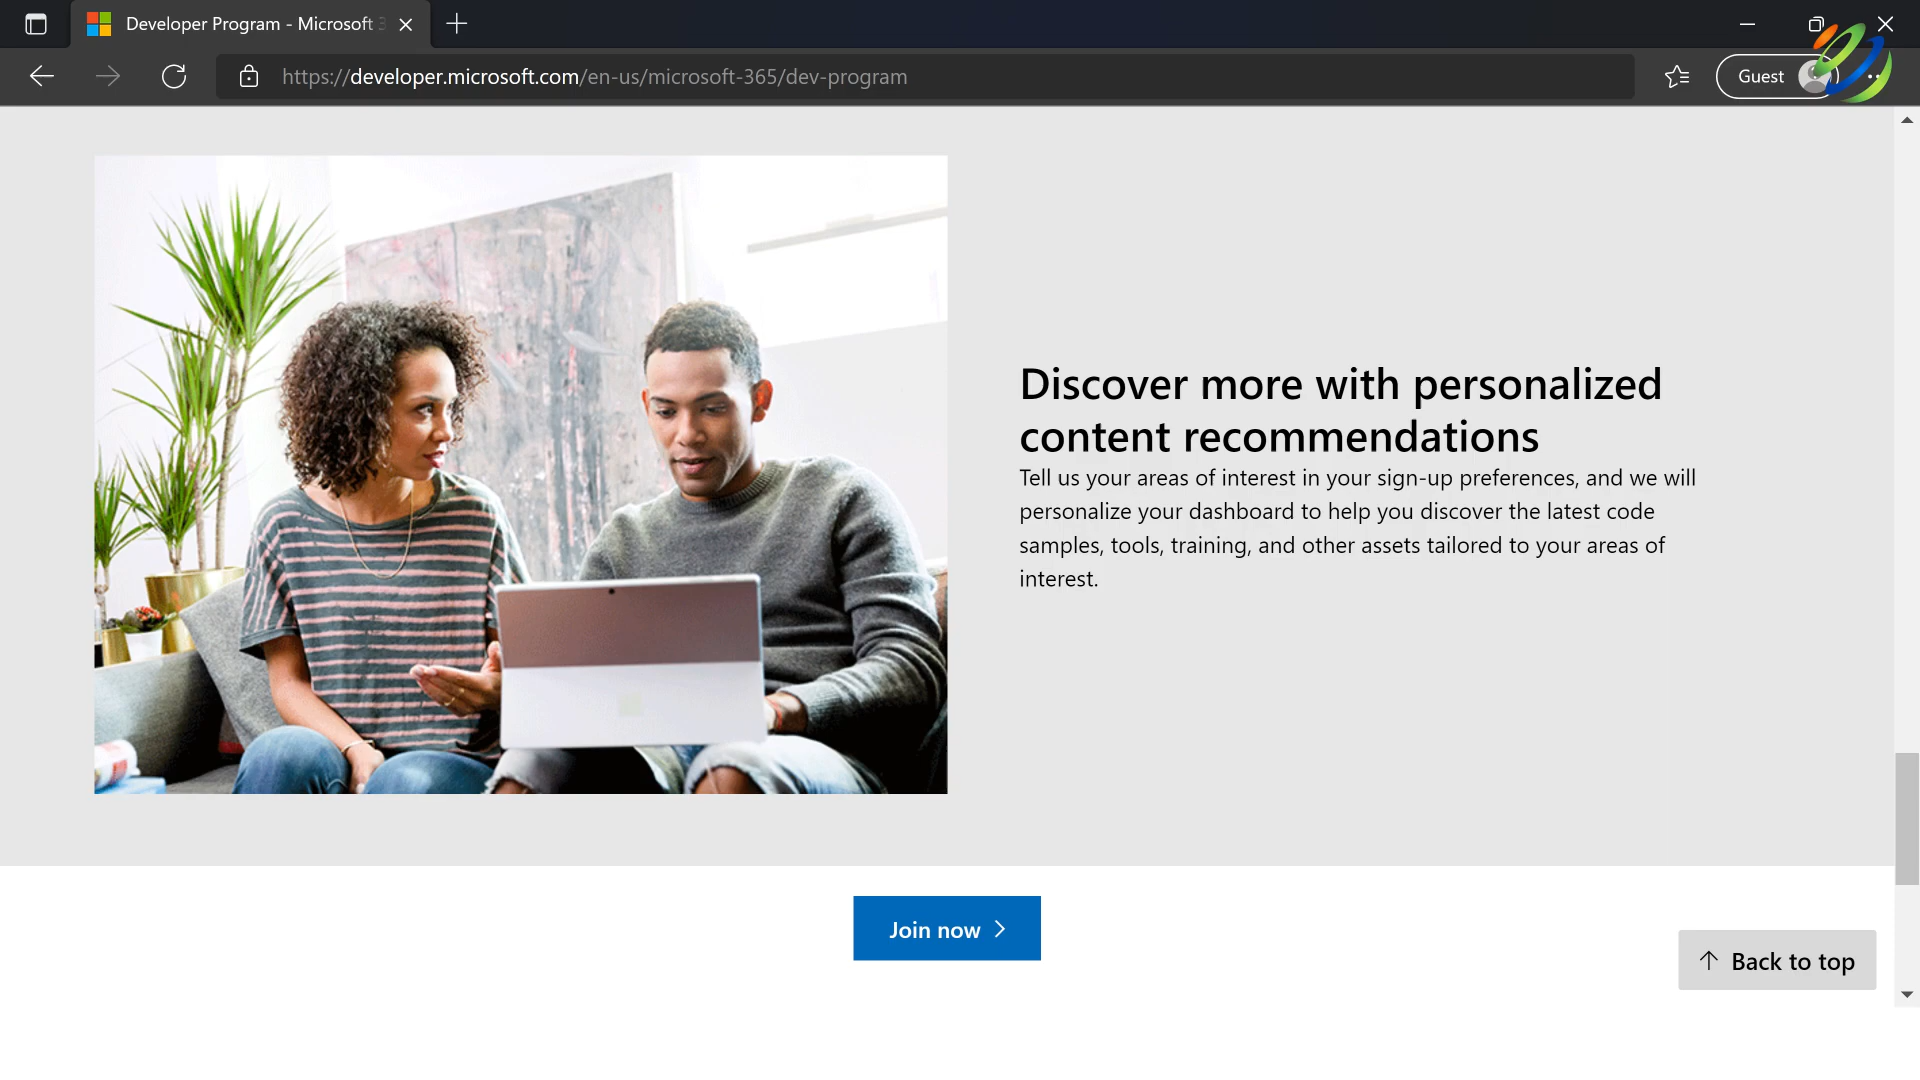 Developer Program - Microsoft 3
https://developer.microsoft.com/en-us/microsoft-365/dev-program
Guest
Discover more with personalized
content recommendations
Tell us your areas of interest in your sign-up preferences, and we will
personalize your dashboard to help you discover the latest code
samples, tools, training, and other assets tailored to your areas of
interest.
Join now
Back to top